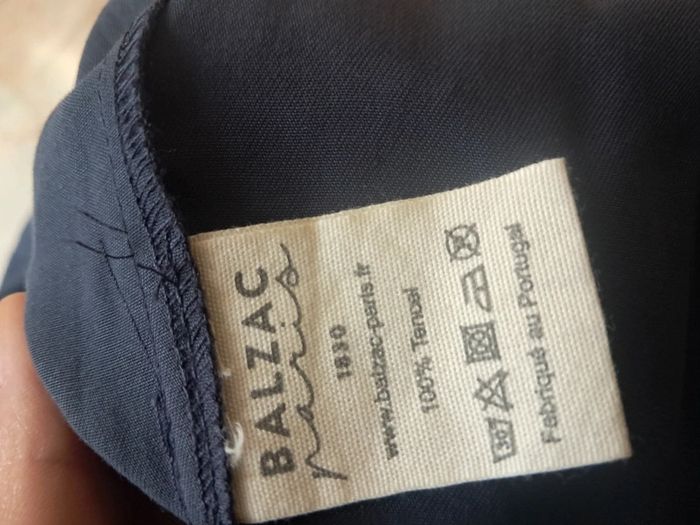 BALZAC
paris
1830
www.balzac-paris.fr
100% Tencel
30°
Fabriqué au Portugal